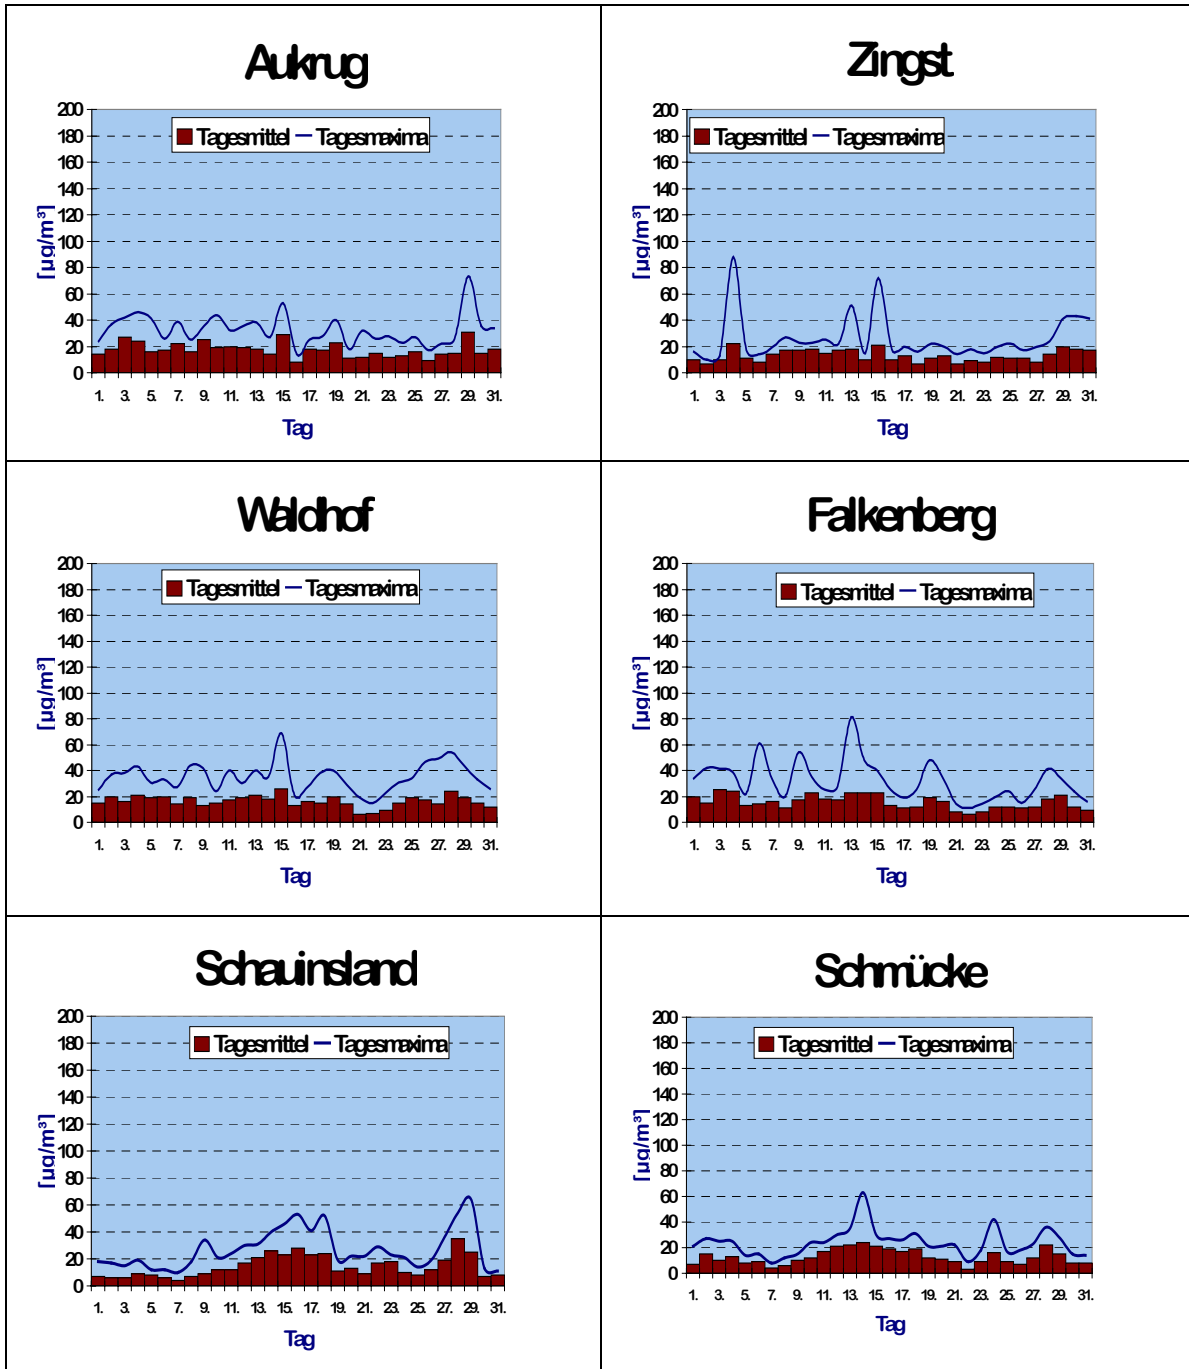 Aukrug
200
180
160
140
120
100
80
60
40
20
0
[µg/m³]
Tagesmittel Tagesmaxima
1. 3. 5. 7. 9. 11. 13. 15. 17. 19. 21. 23. 25. 27. 29. 31.
Tag
Zingst
200
180
160
140
120
100
80
60
40
20
0
[µg/m³]
Tagesmittel Tagesmaxima
1. 3. 5. 7. 9. 11. 13. 15. 17. 19. 21. 23. 25. 27. 29. 31.
Tag
Waldhof
200
180
160
140
120
100
80
60
40
20
0
[µg/m³]
Tagesmittel Tagesmaxima
1. 3. 5. 7. 9. 11. 13. 15. 17. 19. 21. 23. 25. 27. 29. 31.
Tag
Falkenberg
200
180
160
140
120
100
80
60
40
20
0
[µg/m³]
Tagesmittel Tagesmaxima
1. 3. 5. 7. 9. 11. 13. 15. 17. 19. 21. 23. 25. 27. 29. 31.
Tag
Schauinsland
200
180
160
140
120
100
80
60
40
20
0
[µg/m³]
Tagesmittel Tagesmaxima
1. 3. 5. 7. 9. 11. 13. 15. 17. 19. 21. 23. 25. 27. 29. 31.
Tag
Schmücke
200
180
160
140
120
100
80
60
40
20
0
[µg/m³]
Tagesmittel Tagesmaxima
1. 3. 5. 7. 9. 11. 13. 15. 17. 19. 21. 23. 25. 27. 29. 31.
Tag